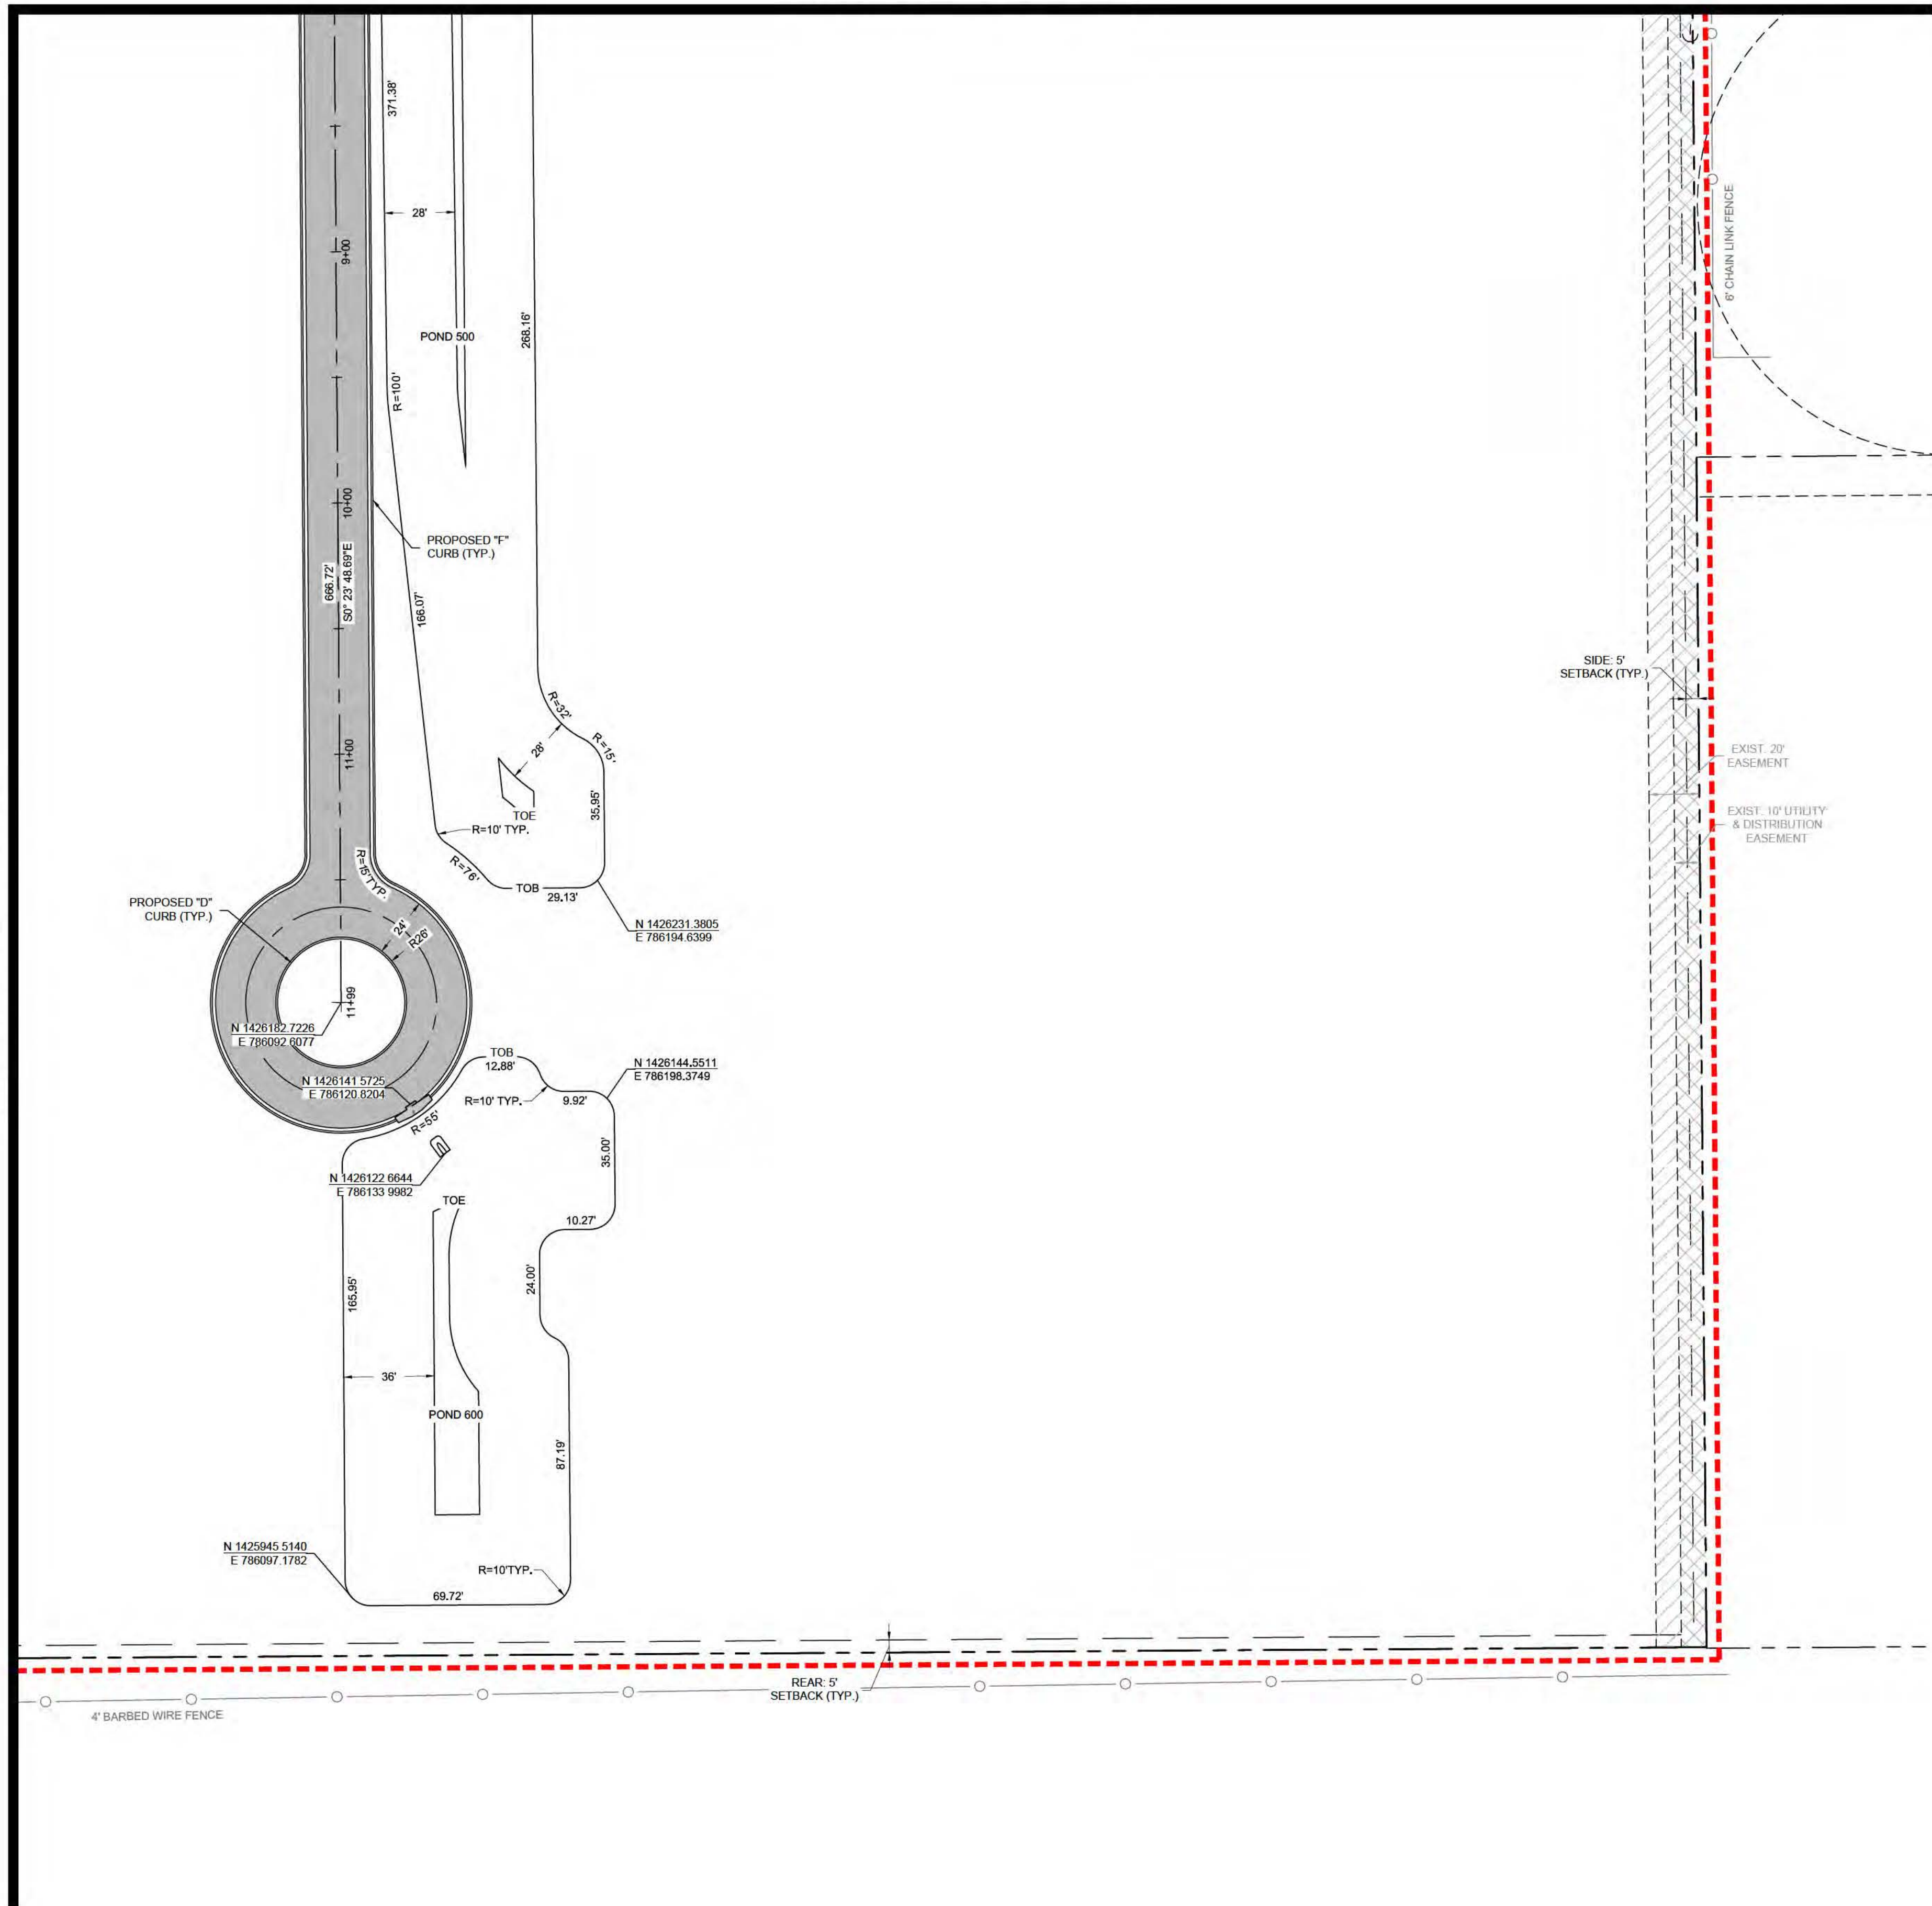 371.38'
28'
9+00
POND 500
268.16'
R=100'
10+00
PROPOSED "F"
CURB (TYP.)
666.72'
S0° 23' 48.69"E
166.07'
R=32'
R=15'
28'
11+00
TOE
35.95'
R=10' TYP.
R=76'
R=15'TYP.
TOB
29.13'
PROPOSED "D"
CURB (TYP.)
24'
R26'
N 1426231.3805
E 786194.6399
11+99
N 1426182.7226
E 786092.6077
TOB
12.88'
N 1426144.5511
E 786198.3749
N 1426141.5725
E 786120.8204
R=10' TYP.
9.92'
R=55'
35.00'
N 1426122.6644
E 786133.9982
TOE
10.27'
24.00'
165.95'
36'
POND 600
87.19'
N 1425945.5140
E 786097.1782
R=10'TYP.
69.72'
6' CHAIN LINK FENCE
SIDE: 5'
SETBACK (TYP.)
EXIST. 20'
EASEMENT
EXIST. 10' UTILITY
& DISTRIBUTION
EASEMENT
REAR: 5'
SETBACK (TYP.)
4' BARBED WIRE FENCE